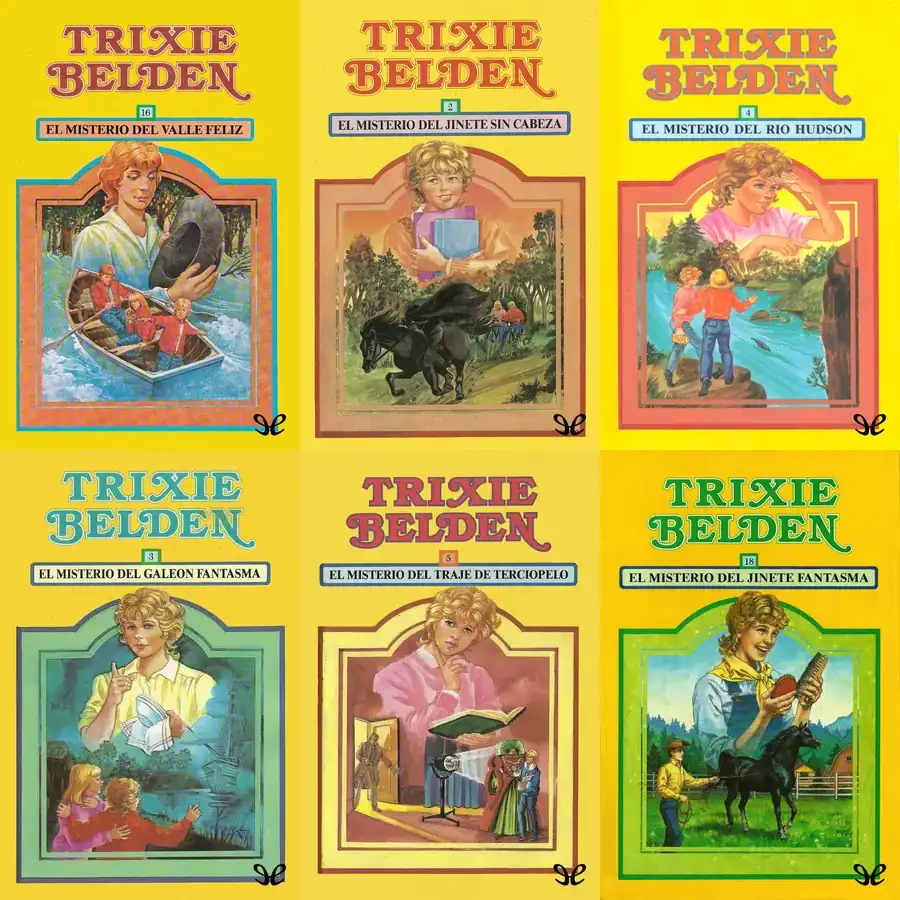 TRIXIE
BELDEN
16
EL MISTERIO DEL VALLE FELIZ
TRIXIE
BELDEN
2
EL MISTERIO DEL JINETE SIN CABEZA
TRIXIE
BELDEN
4
EL MISTERIO DEL RIO HUDSON
TRIXIE
BELDEN
3
EL MISTERIO DEL GALEON FANTASMA
TRIXIE
BELDEN
5
EL MISTERIO DEL TRAJE DE TERCIOPELO
TRIXIE
BELDEN
18
EL MISTERIO DEL JINETE FANTASMA